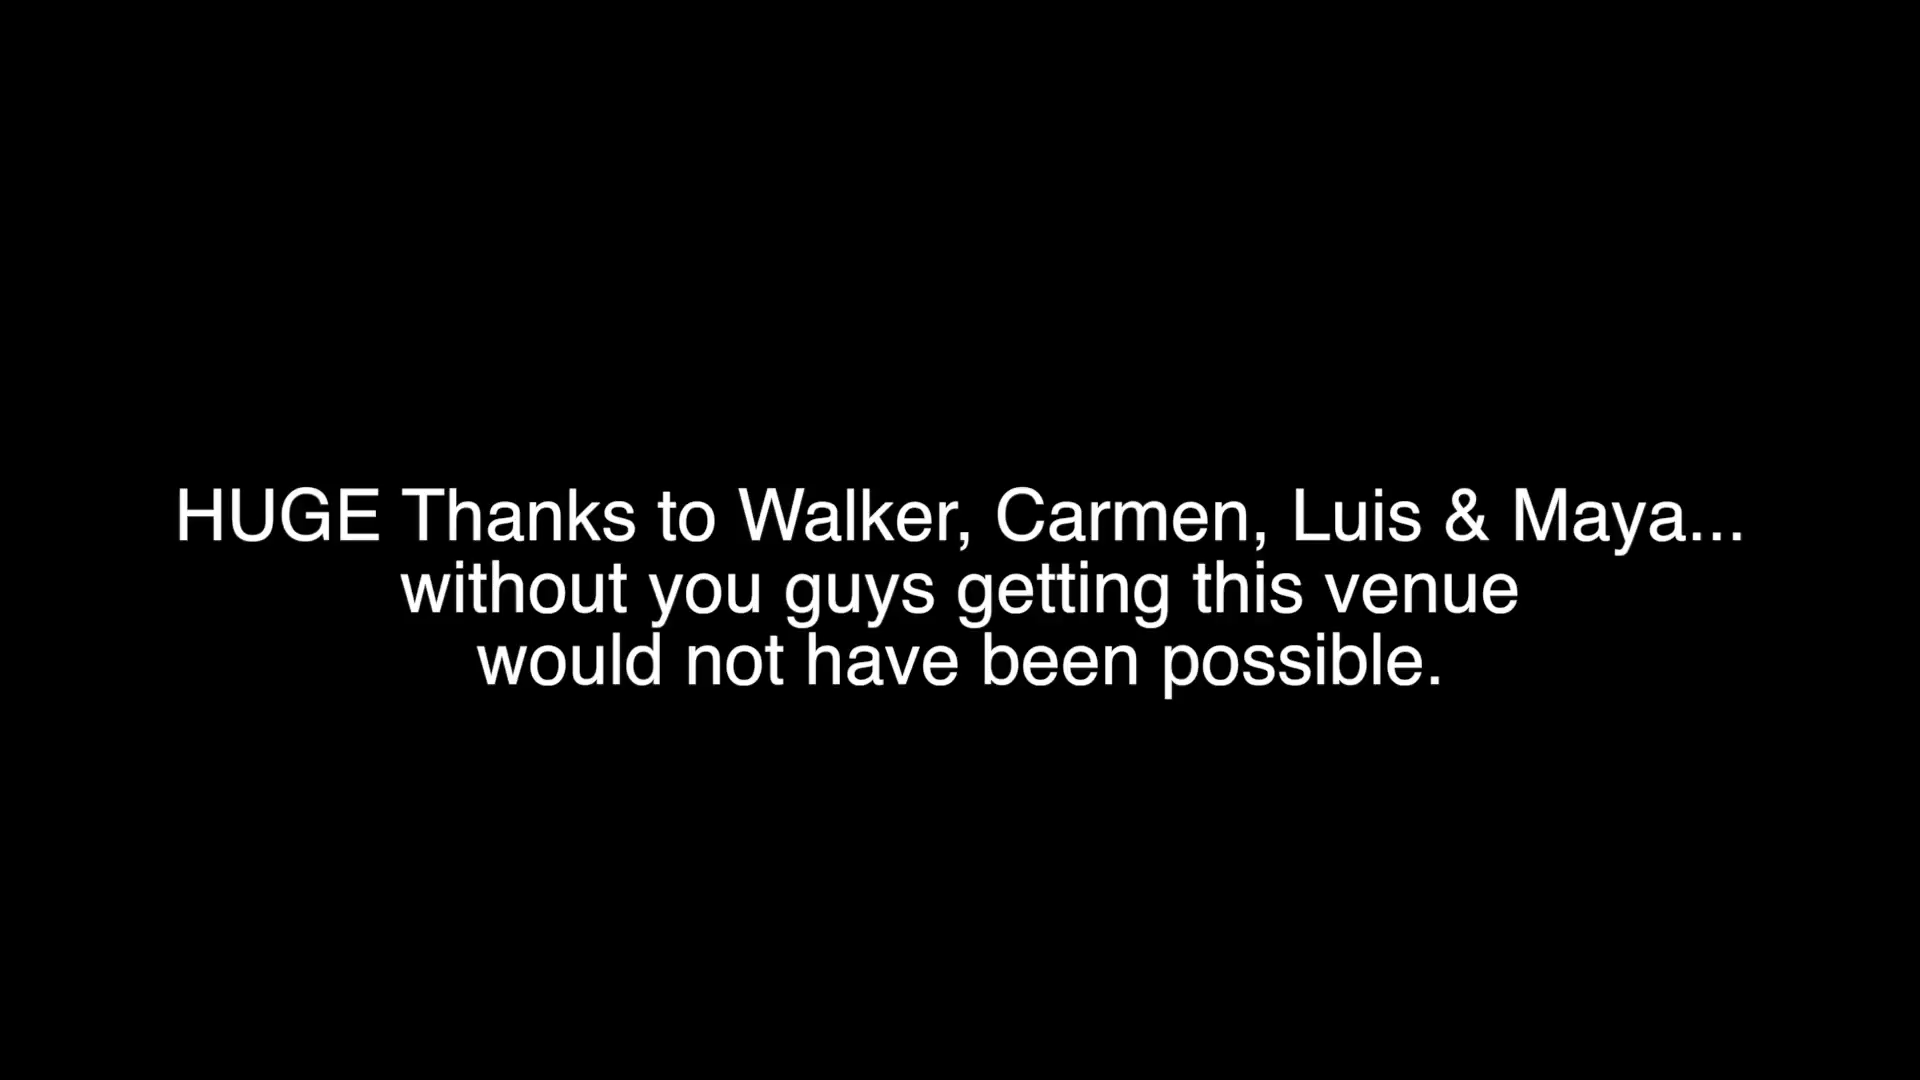 HUGE Thanks to Walker, Carmen, Luis & Maya...
without you guys getting this venue
would not have been possible.